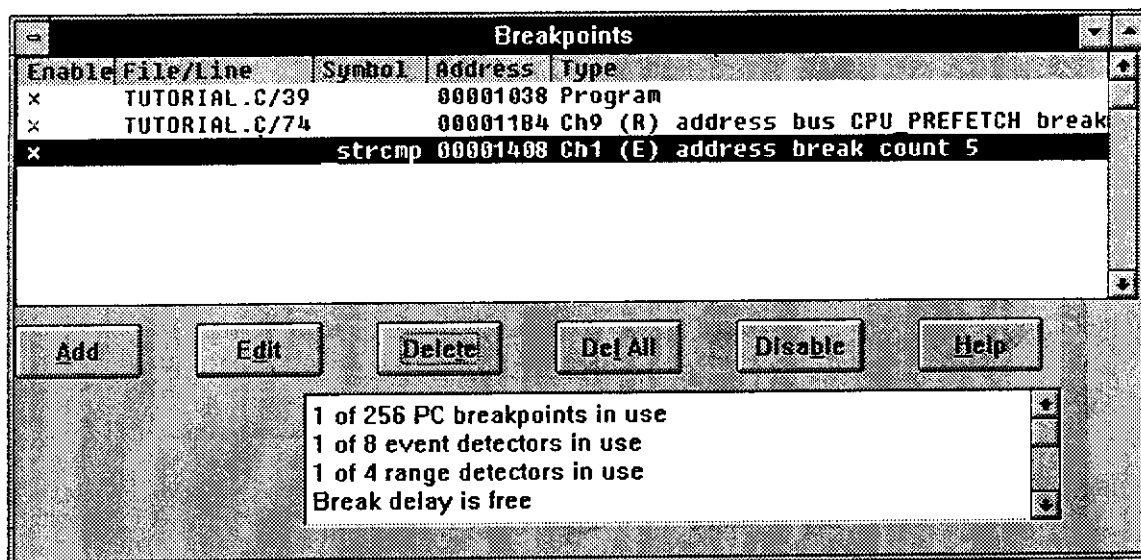 Breakpoints
Enable File/Line Symbol Address Type
x TUTORIAL.C/39 00001038 Program
x TUTORIAL.C/74 000011B4 Ch9 (R) address bus CPU_PREFETCH break
x strcmp 00001408 Ch1 (E) address break count 5
Add Edit Delete Del All Disable Help
1 of 256 PC breakpoints in use
1 of 8 event detectors in use
1 of 4 range detectors in use
Break delay is free